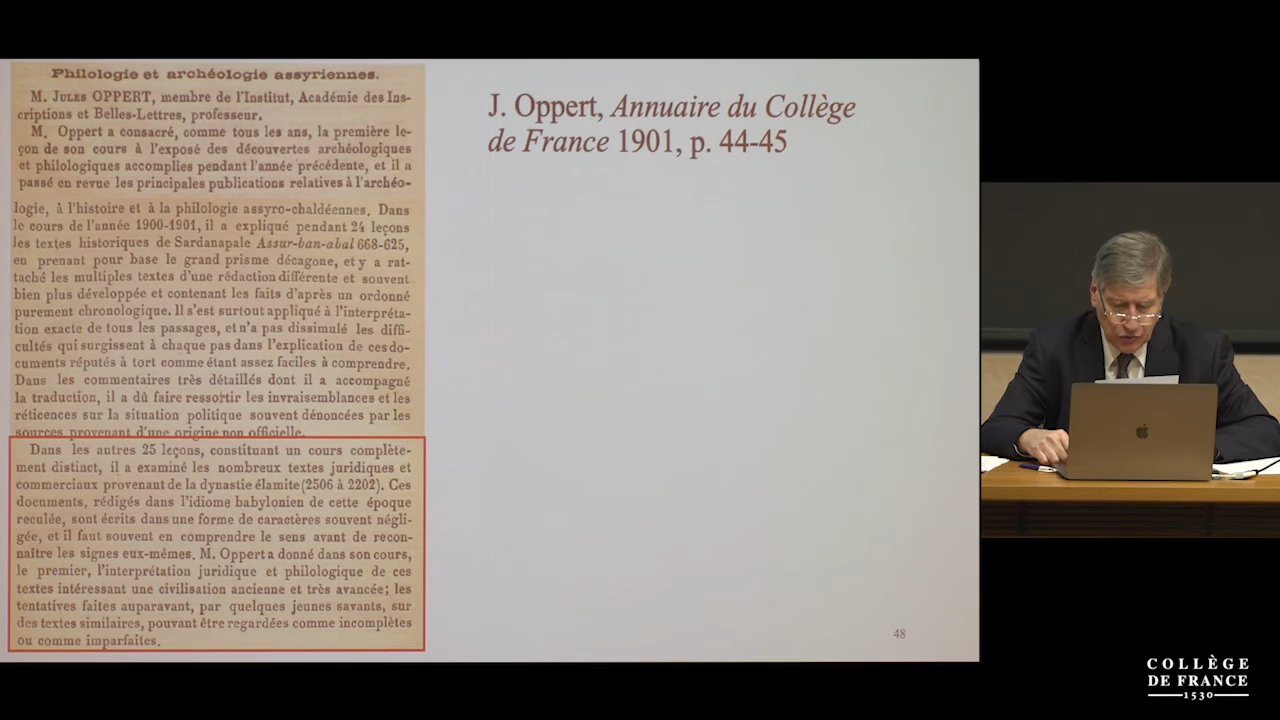 Philologie et archéologie assyriennes.
M. JULES OPPERT, membre de l'Institut, Académie des Ins-
criptions et Belles-Lettres, professeur.
M. Oppert a consacré, comme tous les ans, la première le-
çon de son cours à l'exposé des découvertes archéologiques
et philologiques accomplies pendant l'année précédente, et il a
passé en revue les principales publications relatives à l'archéo-
logie, à l'histoire et à la philologie assyro-chaldéennes. Dans
le cours de l'année 1900-1901, il a expliqué pendant 24 leçons
les textes historiques de Sardanapale Assur-ban-abal 668-625,
en prenant pour base le grand prisme décagone, et y a rat-
taché les multiples textes d'une rédaction différente et souvent
bien plus développée et contenant les faits d'après un ordonné
purement chronologique. Il s'est surtout appliqué à l'interpréta-
tion exacte de tous les passages, et n'a pas dissimulé les diffi-
cultés qui surgissent à chaque pas dans l'explication de ces do-
cuments réputés à tort comme étant assez faciles à comprendre.
Dans les commentaires très détaillés dont il a accompagné
la traduction, il a dû faire ressortir les invraisemblances et les
réticences sur la situation politique souvent dénoncées par les
sources provenant d'une origine non officielle.
Dans les autres 25 leçons, constituant un cours complète-
ment distinct, il a examiné les nombreux textes juridiques et
commerciaux provenant de la dynastie élamite (2506 à 2202). Ces
documents, rédigés dans l'idiome babylonien de cette époque
reculée, sont écrits dans une forme de caractères souvent négli-
gée, et il faut souvent en comprendre le sens avant de recon-
naître les signes eux-mêmes. M. Oppert a donné dans son cours,
le premier, l'interprétation juridique et philologique de ces
textes intéressant une civilisation ancienne et très avancée; les
tentatives faites auparavant, par quelques jeunes savants, sur
des textes similaires, pouvant être regardées comme incomplètes
ou comme imparfaites.
J. Oppert, Annuaire du Collège
de France 1901, p. 44-45
48
COLLÈGE
DE FRANCE
1530